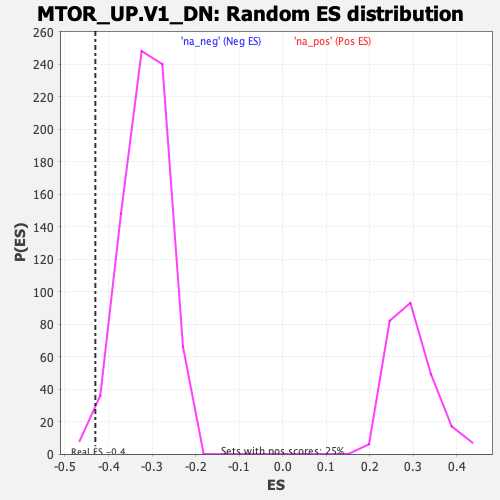 MTOR_UP.V1_DN: Random ES distribution
'na_neg' (Neg ES) 'na_pos' (Pos ES)
260
240
220
200
180
160
140
120
100
80
60
40
20
0
P(ES)
Real ES -0.4
Sets with pos scores: 25%
-0.5 -0.4 -0.3 -0.2 -0.1 0.0 0.1 0.2 0.3 0.4
ES